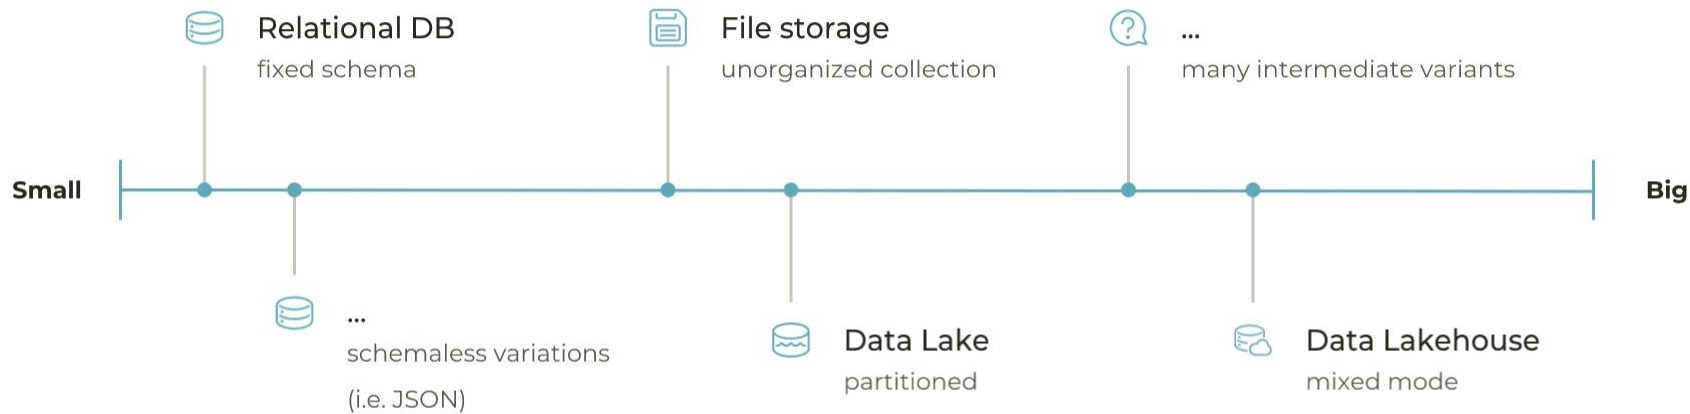 Relational DB
fixed schema
File storage
unorganized collection
...
many intermediate variants
Small
Big
...
schemaless variations
(i.e. JSON)
Data Lake
partitioned
Data Lakehouse
mixed mode